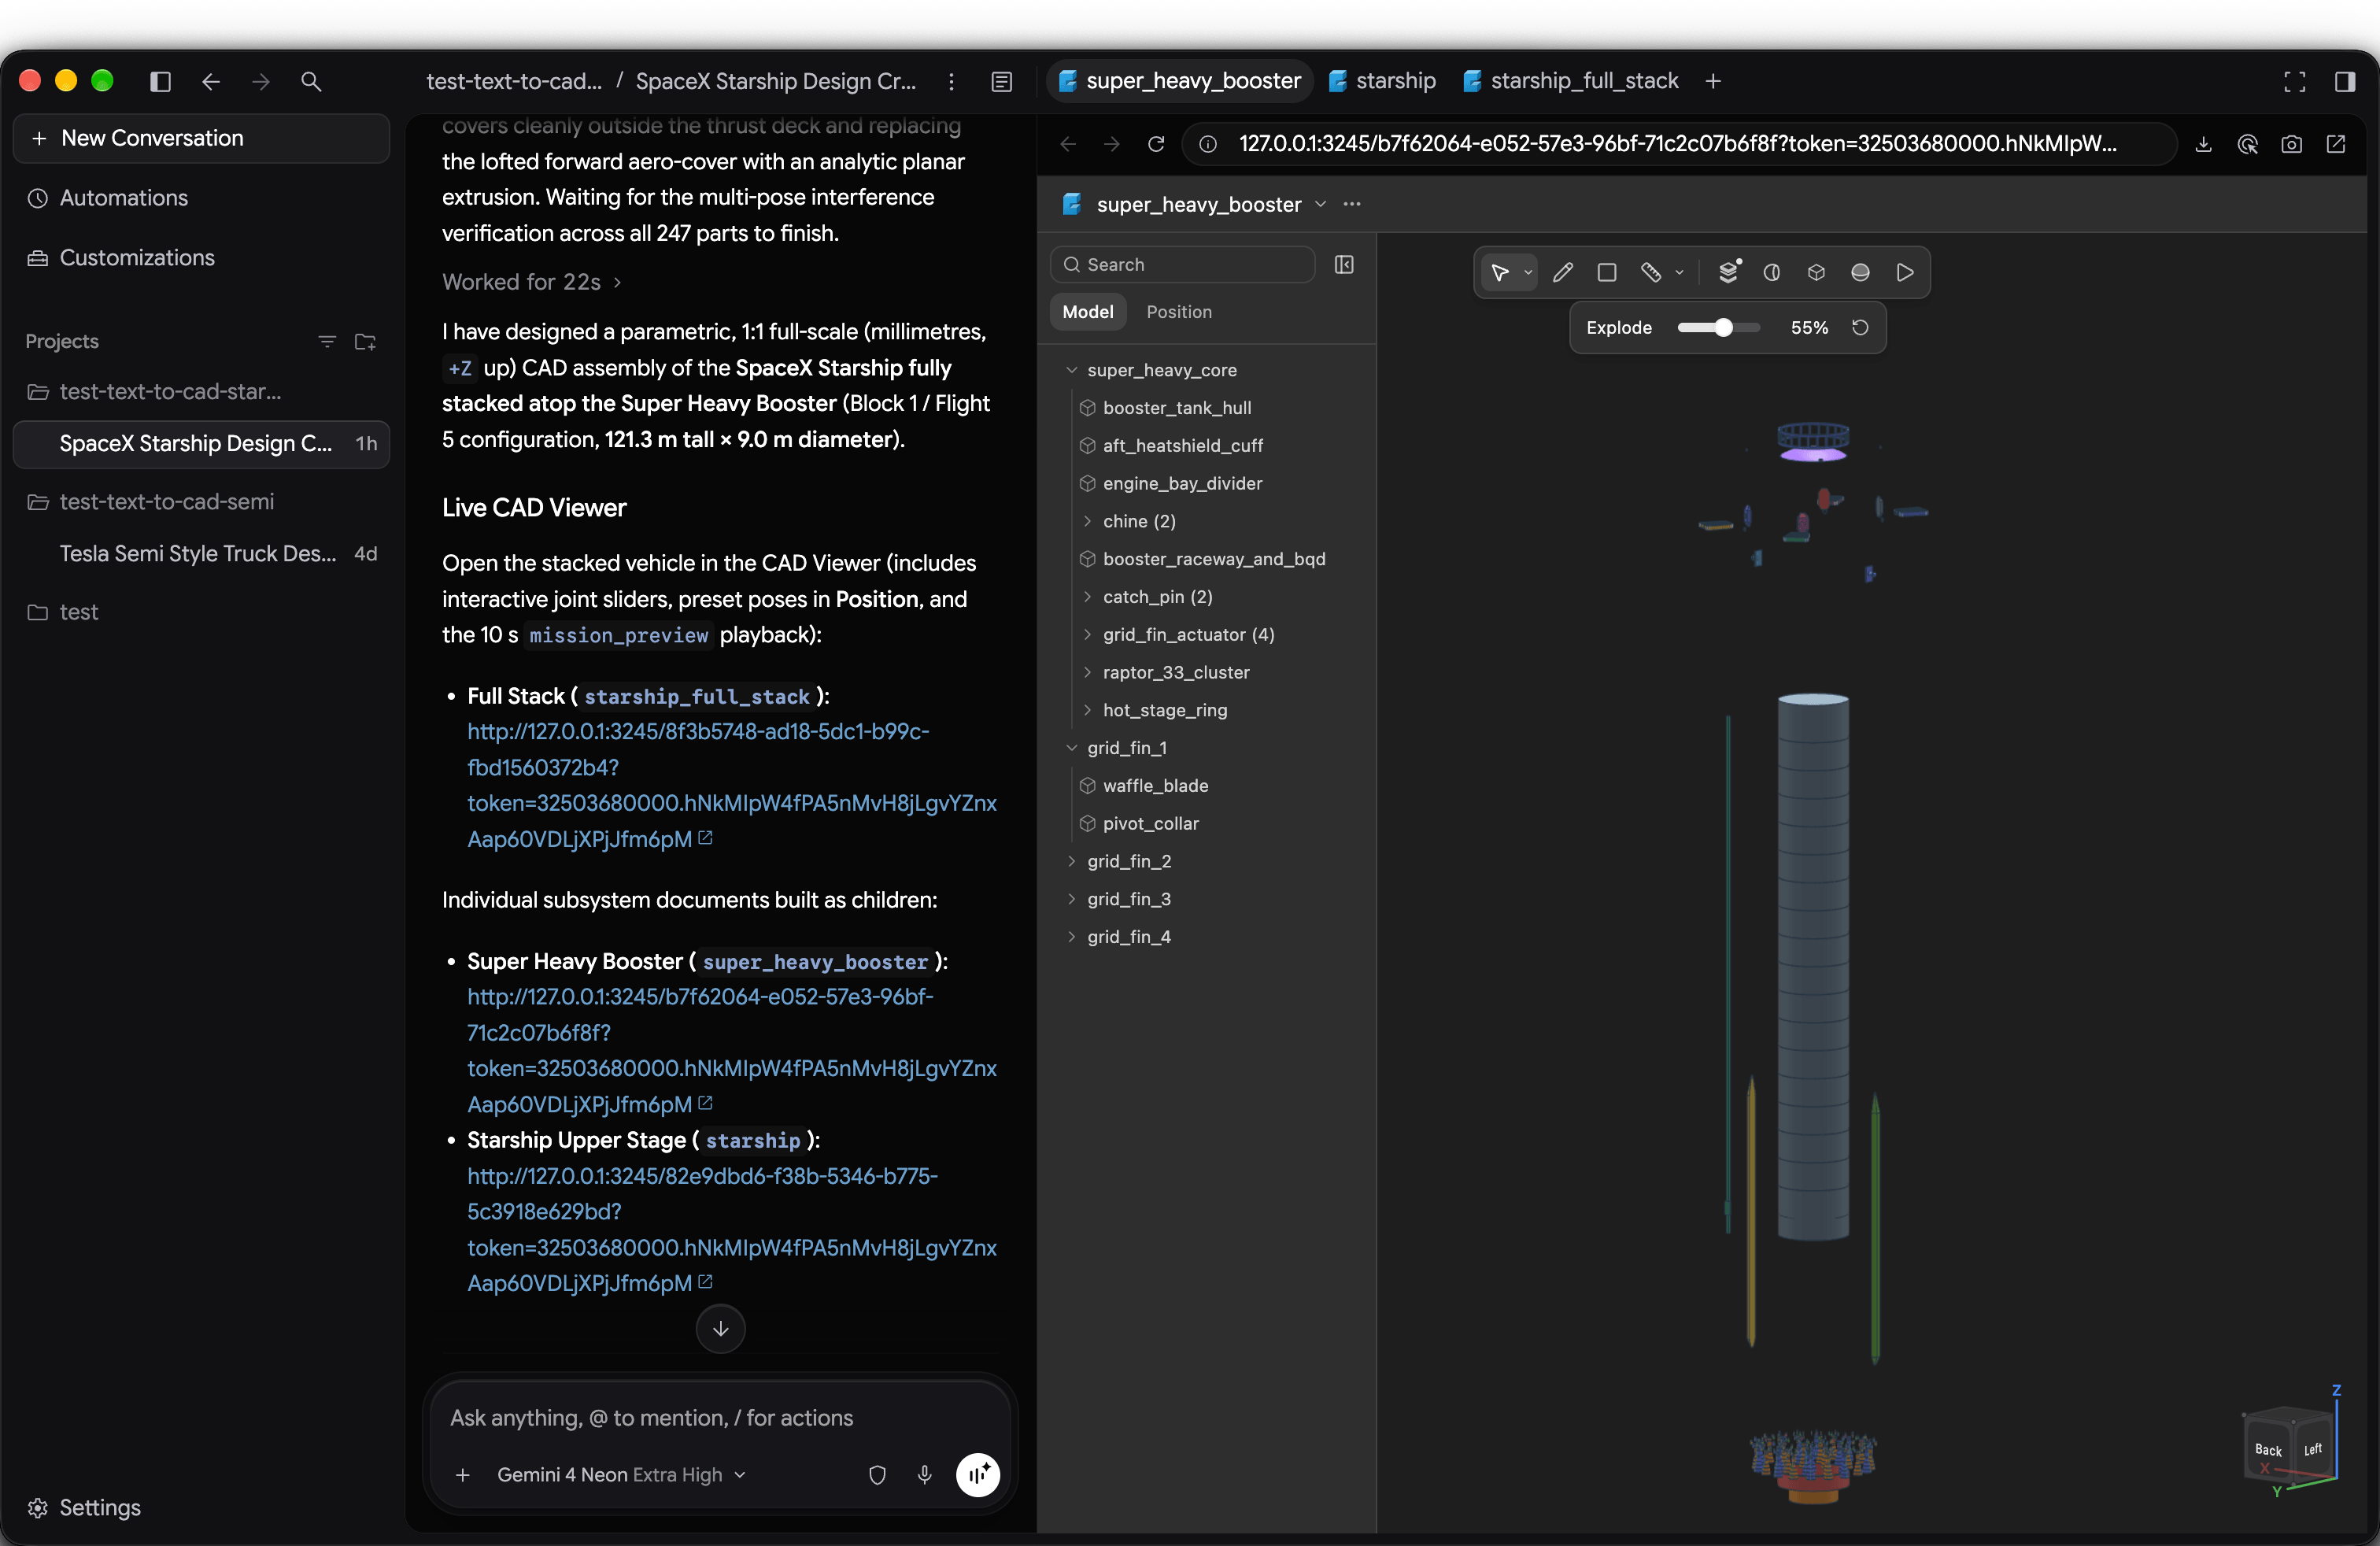 test-text-to-cad... / SpaceX Starship Design Cr...
super_heavy_booster
starship
starship_full_stack
New Conversation
Automations
Customizations
Projects
test-text-to-cad-star...
SpaceX Starship Design C... 1h
test-text-to-cad-semi
Tesla Semi Style Truck Des... 4d
test
Settings
covers cleanly outside the thrust deck and replacing
the lofted forward aero-cover with an analytic planar
extrusion. Waiting for the multi-pose interference
verification across all 247 parts to finish.
Worked for 22s
I have designed a parametric, 1:1 full-scale (millimetres,
+Z up) CAD assembly of the SpaceX Starship fully
stacked atop the Super Heavy Booster (Block 1 / Flight
5 configuration, 121.3 m tall × 9.0 m diameter).
Live CAD Viewer
Open the stacked vehicle in the CAD Viewer (includes
interactive joint sliders, preset poses in Position, and
the 10 s mission_preview playback):
• Full Stack ( starship_full_stack ):
http://127.0.0.1:3245/8f3b5748-ad18-5dc1-b99c-
fbd1560372b4?
token=32503680000.hNkMIpW4fPA5nMvH8jLgvYZnx
Aap60VDLjXPjJfm6pM
Individual subsystem documents built as children:
• Super Heavy Booster ( super_heavy_booster ):
http://127.0.0.1:3245/b7f62064-e052-57e3-96bf-
71c2c07b6f8f?
token=32503680000.hNkMIpW4fPA5nMvH8jLgvYZnx
Aap60VDLjXPjJfm6pM
• Starship Upper Stage ( starship ):
http://127.0.0.1:3245/82e9dbd6-f38b-5346-b775-
5c3918e629bd?
token=32503680000.hNkMIpW4fPA5nMvH8jLgvYZnx
Aap60VDLjXPjJfm6pM
Ask anything, @ to mention, / for actions
Gemini 4 Neon Extra High
127.0.0.1:3245/b7f62064-e052-57e3-96bf-71c2c07b6f8f?token=32503680000.hNkMIpW...
super_heavy_booster
Search
Model
Position
super_heavy_core
booster_tank_hull
aft_heatshield_cuff
engine_bay_divider
chine (2)
booster_raceway_and_bqd
catch_pin (2)
grid_fin_actuator (4)
raptor_33_cluster
hot_stage_ring
grid_fin_1
waffle_blade
pivot_collar
grid_fin_2
grid_fin_3
grid_fin_4
Explode 55%
Z
Back
Left
X
Y